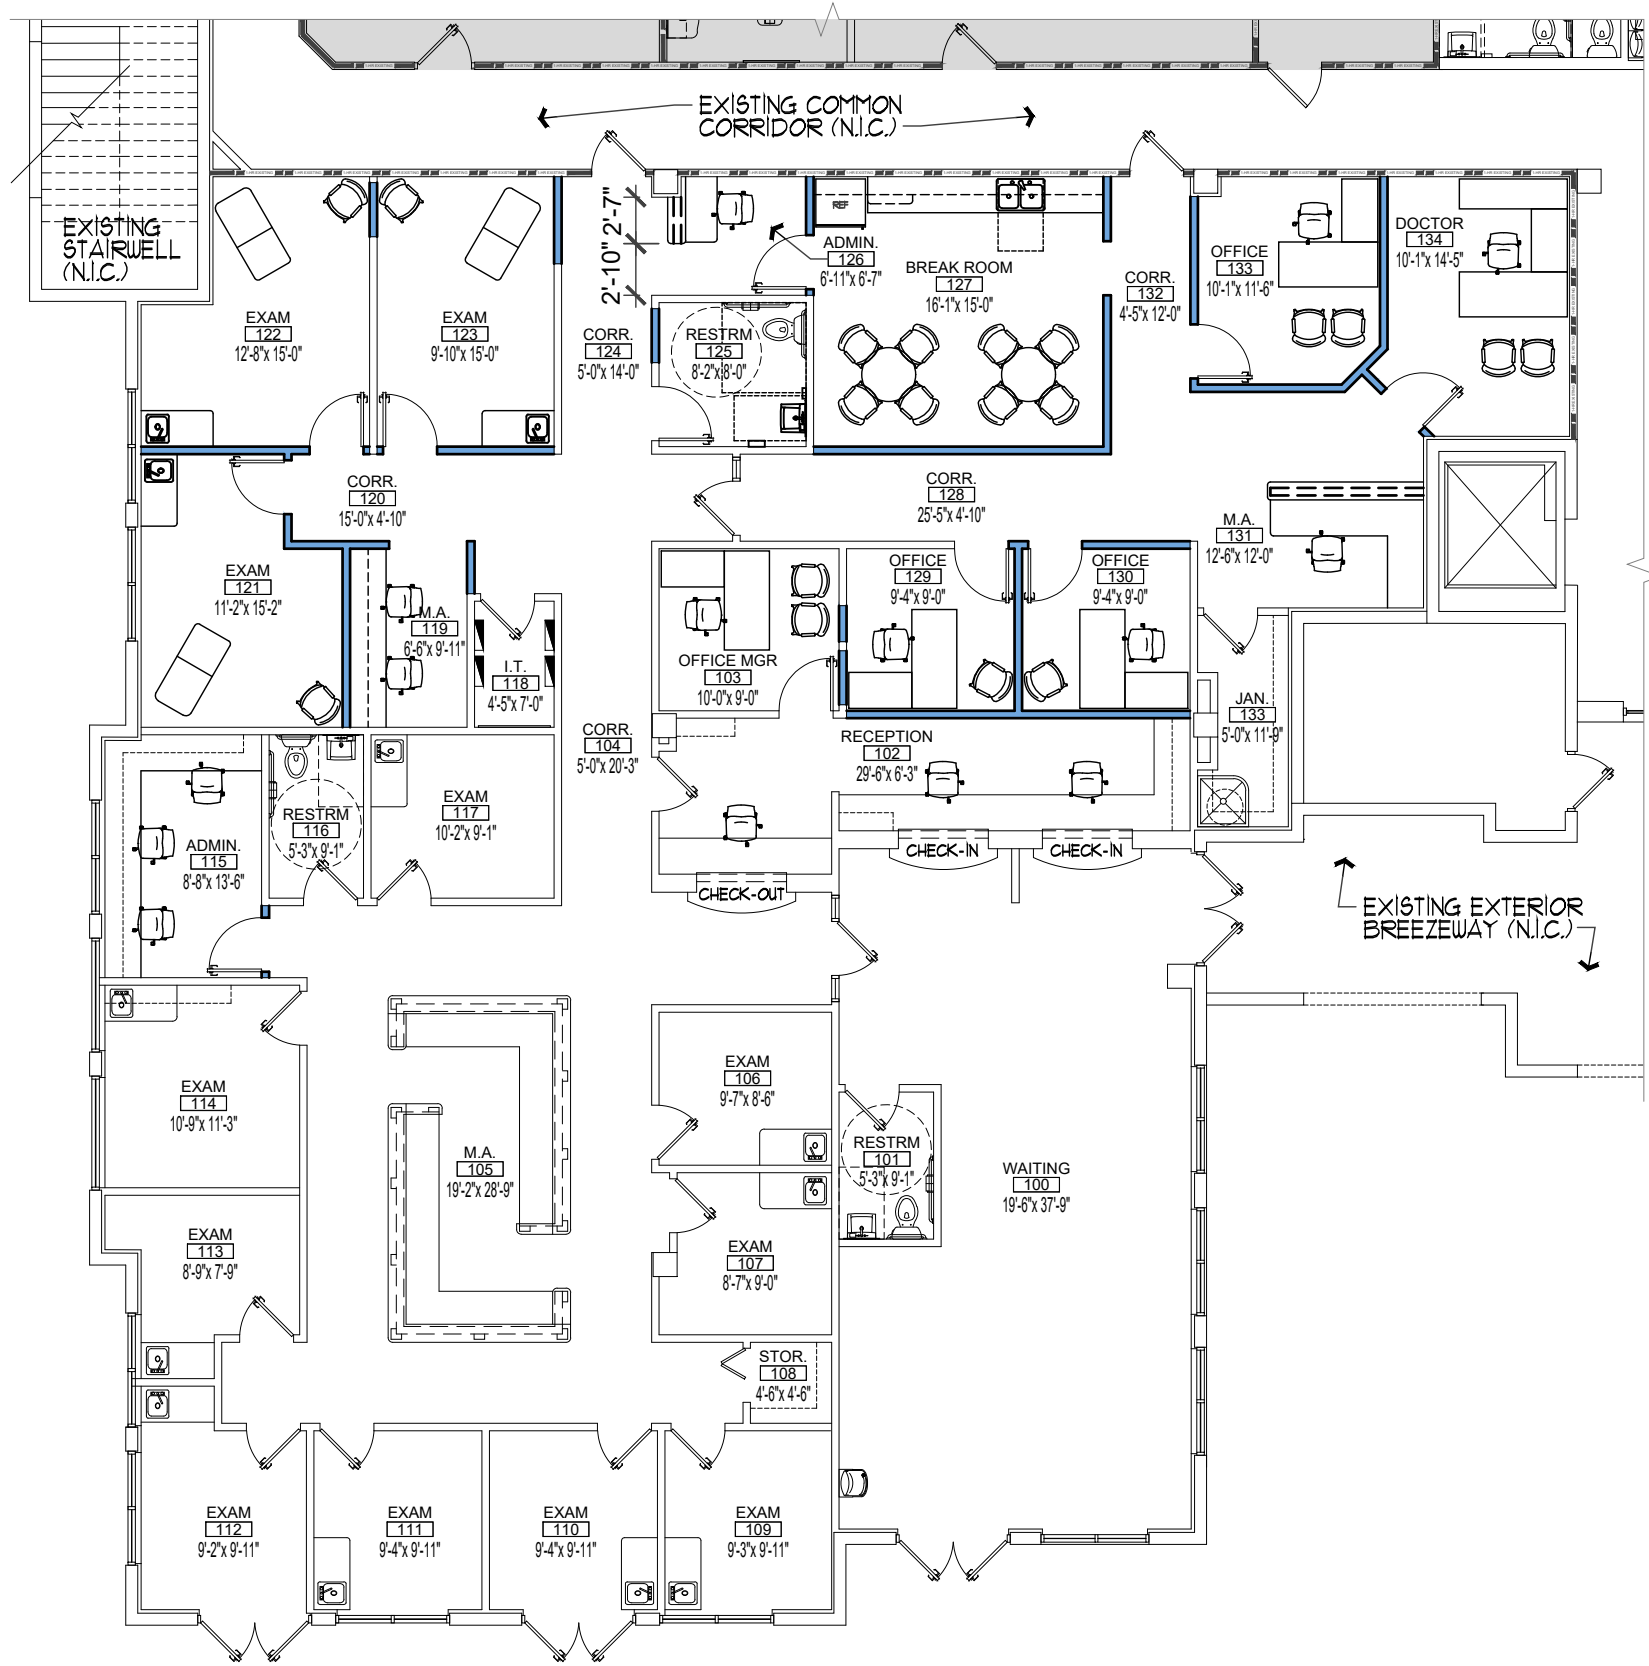 EXISTING COMMON
CORRIDOR (N.I.C.)
EXISTING
STAIRWELL
(N.I.C.)
2'-7"
2'-10"
REF
ADMIN.
126
6'-11"x 6'-7"
BREAK ROOM
127
16'-1"x 15'-0"
CORR.
132
4'-5"x 12'-0"
OFFICE
133
10'-1"x 11'-6"
DOCTOR
134
10'-1"x 14'-5"
EXAM
122
12'-8"x 15'-0"
EXAM
123
9'-10"x 15'-0"
CORR.
124
5'-0"x 14'-0"
RESTRM
125
8'-2"x 8'-0"
CORR.
120
15'-0"x 4'-10"
CORR.
128
25'-5"x 4'-10"
M.A.
131
12'-6"x 12'-0"
EXAM
121
11'-2"x 15'-2"
M.A.
119
6'-6"x 9'-11"
I.T.
118
4'-5"x 7'-0"
OFFICE MGR
103
10'-0"x 9'-0"
OFFICE
129
9'-4"x 9'-0"
OFFICE
130
9'-4"x 9'-0"
JAN.
133
5'-0"x 11'-9"
CORR.
104
5'-0"x 20'-3"
RECEPTION
102
29'-6"x 6'-3"
EXAM
117
10'-2"x 9'-1"
RESTRM
116
5'-3"x 9'-1"
ADMIN.
115
8'-8"x 13'-6"
CHECK-IN
CHECK-IN
CHECK-OUT
EXISTING EXTERIOR
BREEZEWAY (N.I.C.)
EXAM
114
10'-9"x 11'-3"
EXAM
106
9'-7"x 8'-6"
RESTRM
101
5'-3"x 9'-1"
WAITING
100
19'-6"x 37'-9"
M.A.
105
19'-2"x 28'-9"
EXAM
113
8'-9"x 7'-9"
EXAM
107
8'-7"x 9'-0"
STOR.
108
4'-6"x 4'-6"
EXAM
112
9'-2"x 9'-11"
EXAM
111
9'-4"x 9'-11"
EXAM
110
9'-4"x 9'-11"
EXAM
109
9'-3"x 9'-11"